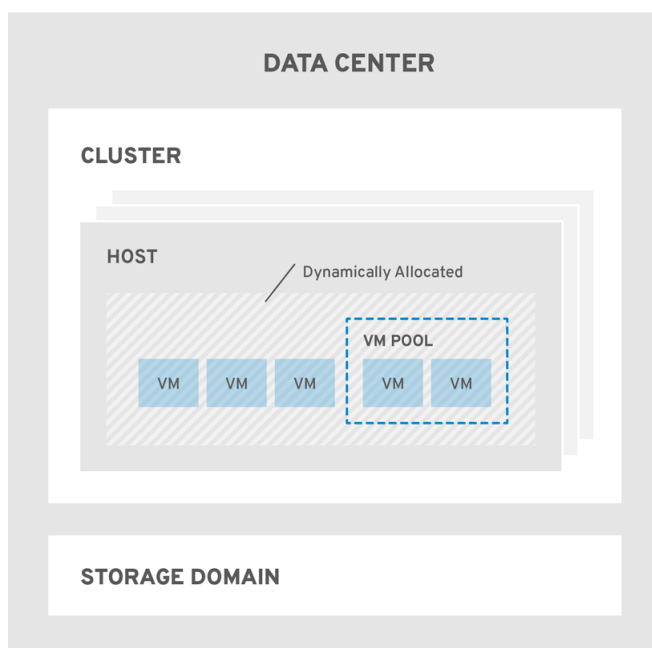 DATA CENTER
CLUSTER
HOST
Dynamically Allocated
VM POOL
VM VM VM VM VM
STORAGE DOMAIN